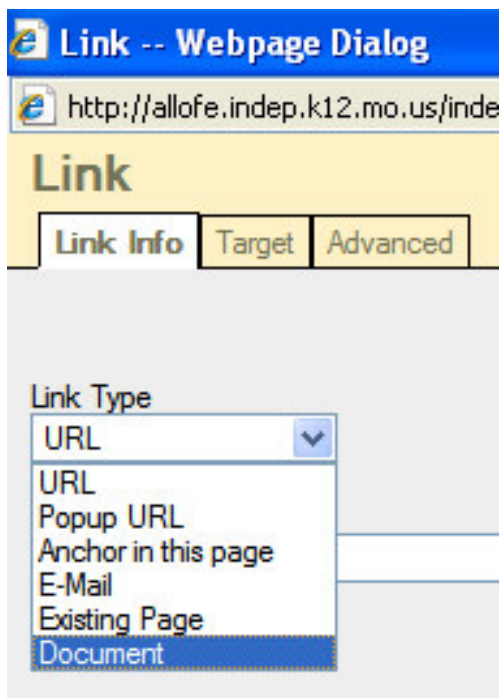 Link -- Webpage Dialog
http://allofe.indep.k12.mo.us/inde
Link
Link Info Target Advanced
Link Type
URL
URL
Popup URL
Anchor in this page
E-Mail
Existing Page
Document